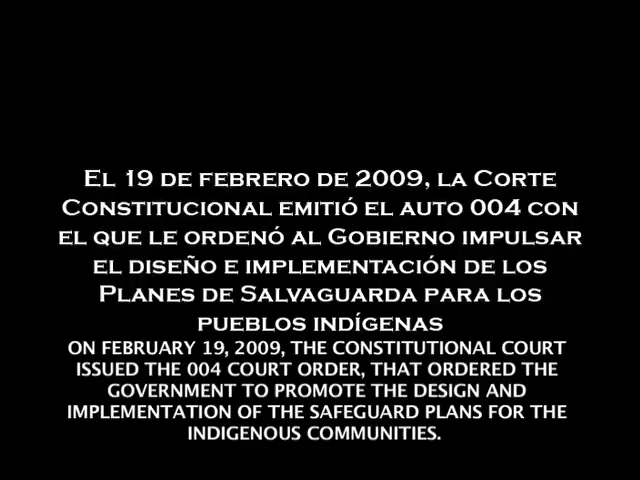 El 19 de febrero de 2009, la Corte
Constitucional emitió el auto 004 con
el que le ordenó al Gobierno impulsar
el diseño e implementación de los
Planes de Salvaguarda para los
pueblos indígenas
ON FEBRUARY 19, 2009, THE CONSTITUTIONAL COURT
ISSUED THE 004 COURT ORDER, THAT ORDERED THE
GOVERNMENT TO PROMOTE THE DESIGN AND
IMPLEMENTATION OF THE SAFEGUARD PLANS FOR THE
INDIGENOUS COMMUNITIES.